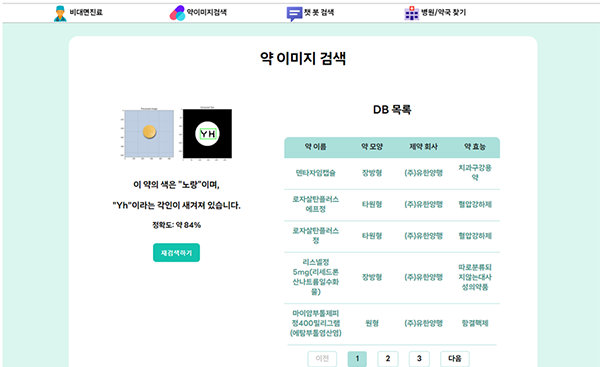 비대면진료
약이미지검색
챗 봇 검색
병원/약국 찾기
약 이미지 검색
YH
이 약의 색은 "노랑"이며,
"Yh"이라는 각인이 새겨져 있습니다.
정확도: 약 84%
재검색하기
DB 목록
약 이름 약 모양 제약 회사 약 효능
덴타자임캡슐 장방형 (주)유한양행 치과구강용
약
로자살탄플러스
에프정 타원형 (주)유한양행 혈압강하제
로자살탄플러스
정 타원형 (주)유한양행 혈압강하제
리스넬정
5mg(리세드론
산나트륨일수화
물) 장방형 (주)유한양행 따로분류되
지않는대사
성의약품
마이암부톨제피
정400밀리그램
(에탐부톨염산염) 원형 (주)유한양행 항결핵제
이전 1 2 3 다음